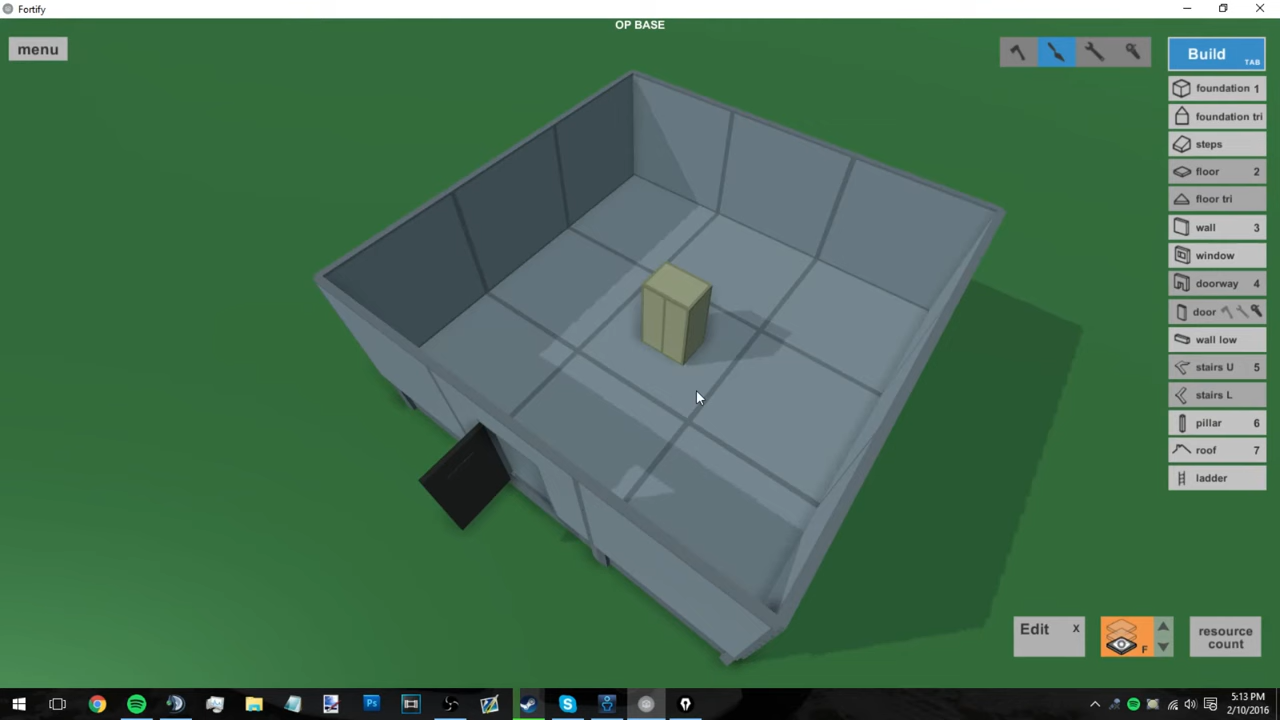 Fortify
OP BASE
menu
Build
TAB
foundation 1
foundation tri
steps
floor 2
floor tri
wall 3
window
doorway 4
door
wall low
stairs U 5
stairs L
pillar 6
roof 7
ladder
Edit X
F
resource
count
Ps
5:13 PM
2/10/2016